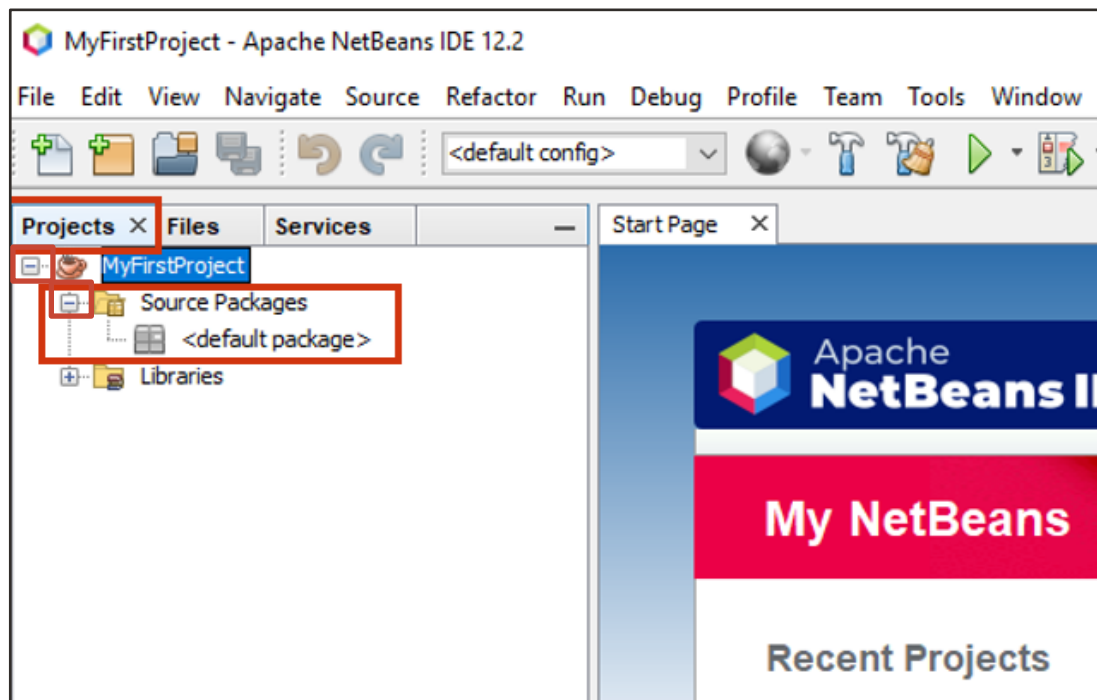 MyFirstProject - Apache NetBeans IDE 12.2
File Edit View Navigate Source Refactor Run Debug Profile Team Tools Window
<default config>
Projects Files Services
Start Page
MyFirstProject
Source Packages
<default package>
Libraries
Apache
NetBeans
My NetBeans
Recent Projects